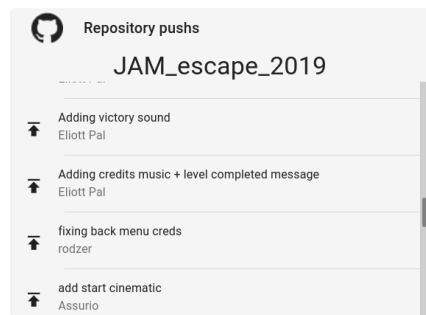 Repository pushs
JAM_escape_2019
Adding victory sound
Eliott Pal
Adding credits music + level completed message
Eliott Pal
fixing back menu creds
rodzer
add start cinematic
Assurio